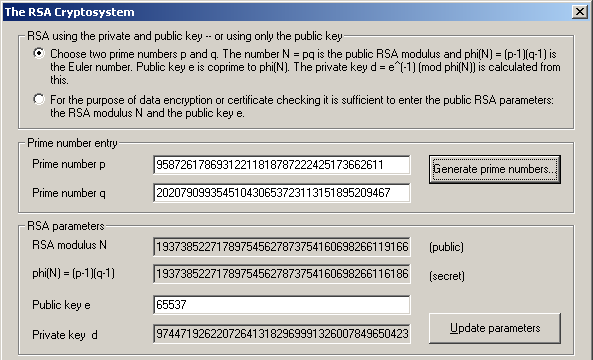 The RSA Cryptosystem
RSA using the private and public key -- or using only the public key
Choose two prime numbers p and q. The number N = pq is the public RSA modulus and phi(N) = (p-1)(q-1) is
the Euler number. Public key e is coprime to phi(N). The private key d = e^(-1) (mod phi(N)) is calculated from
this.
For the purpose of data encryption or certificate checking it is sufficient to enter the public RSA parameters:
the RSA modulus N and the public key e.
Prime number entry
Prime number p 95872617869312211818787222425173662611
Generate prime numbers...
Prime number q 20207909935451043065372311315189520946​7
RSA parameters
RSA modulus N 193738522717897545627873754160698266119166 (public)
phi(N) = (p-1)(q-1) 193738522717897545627873754160698266116186 (secret)
Public key e 65537
Private key d 974471926220726413182969991326007849650423
Update parameters